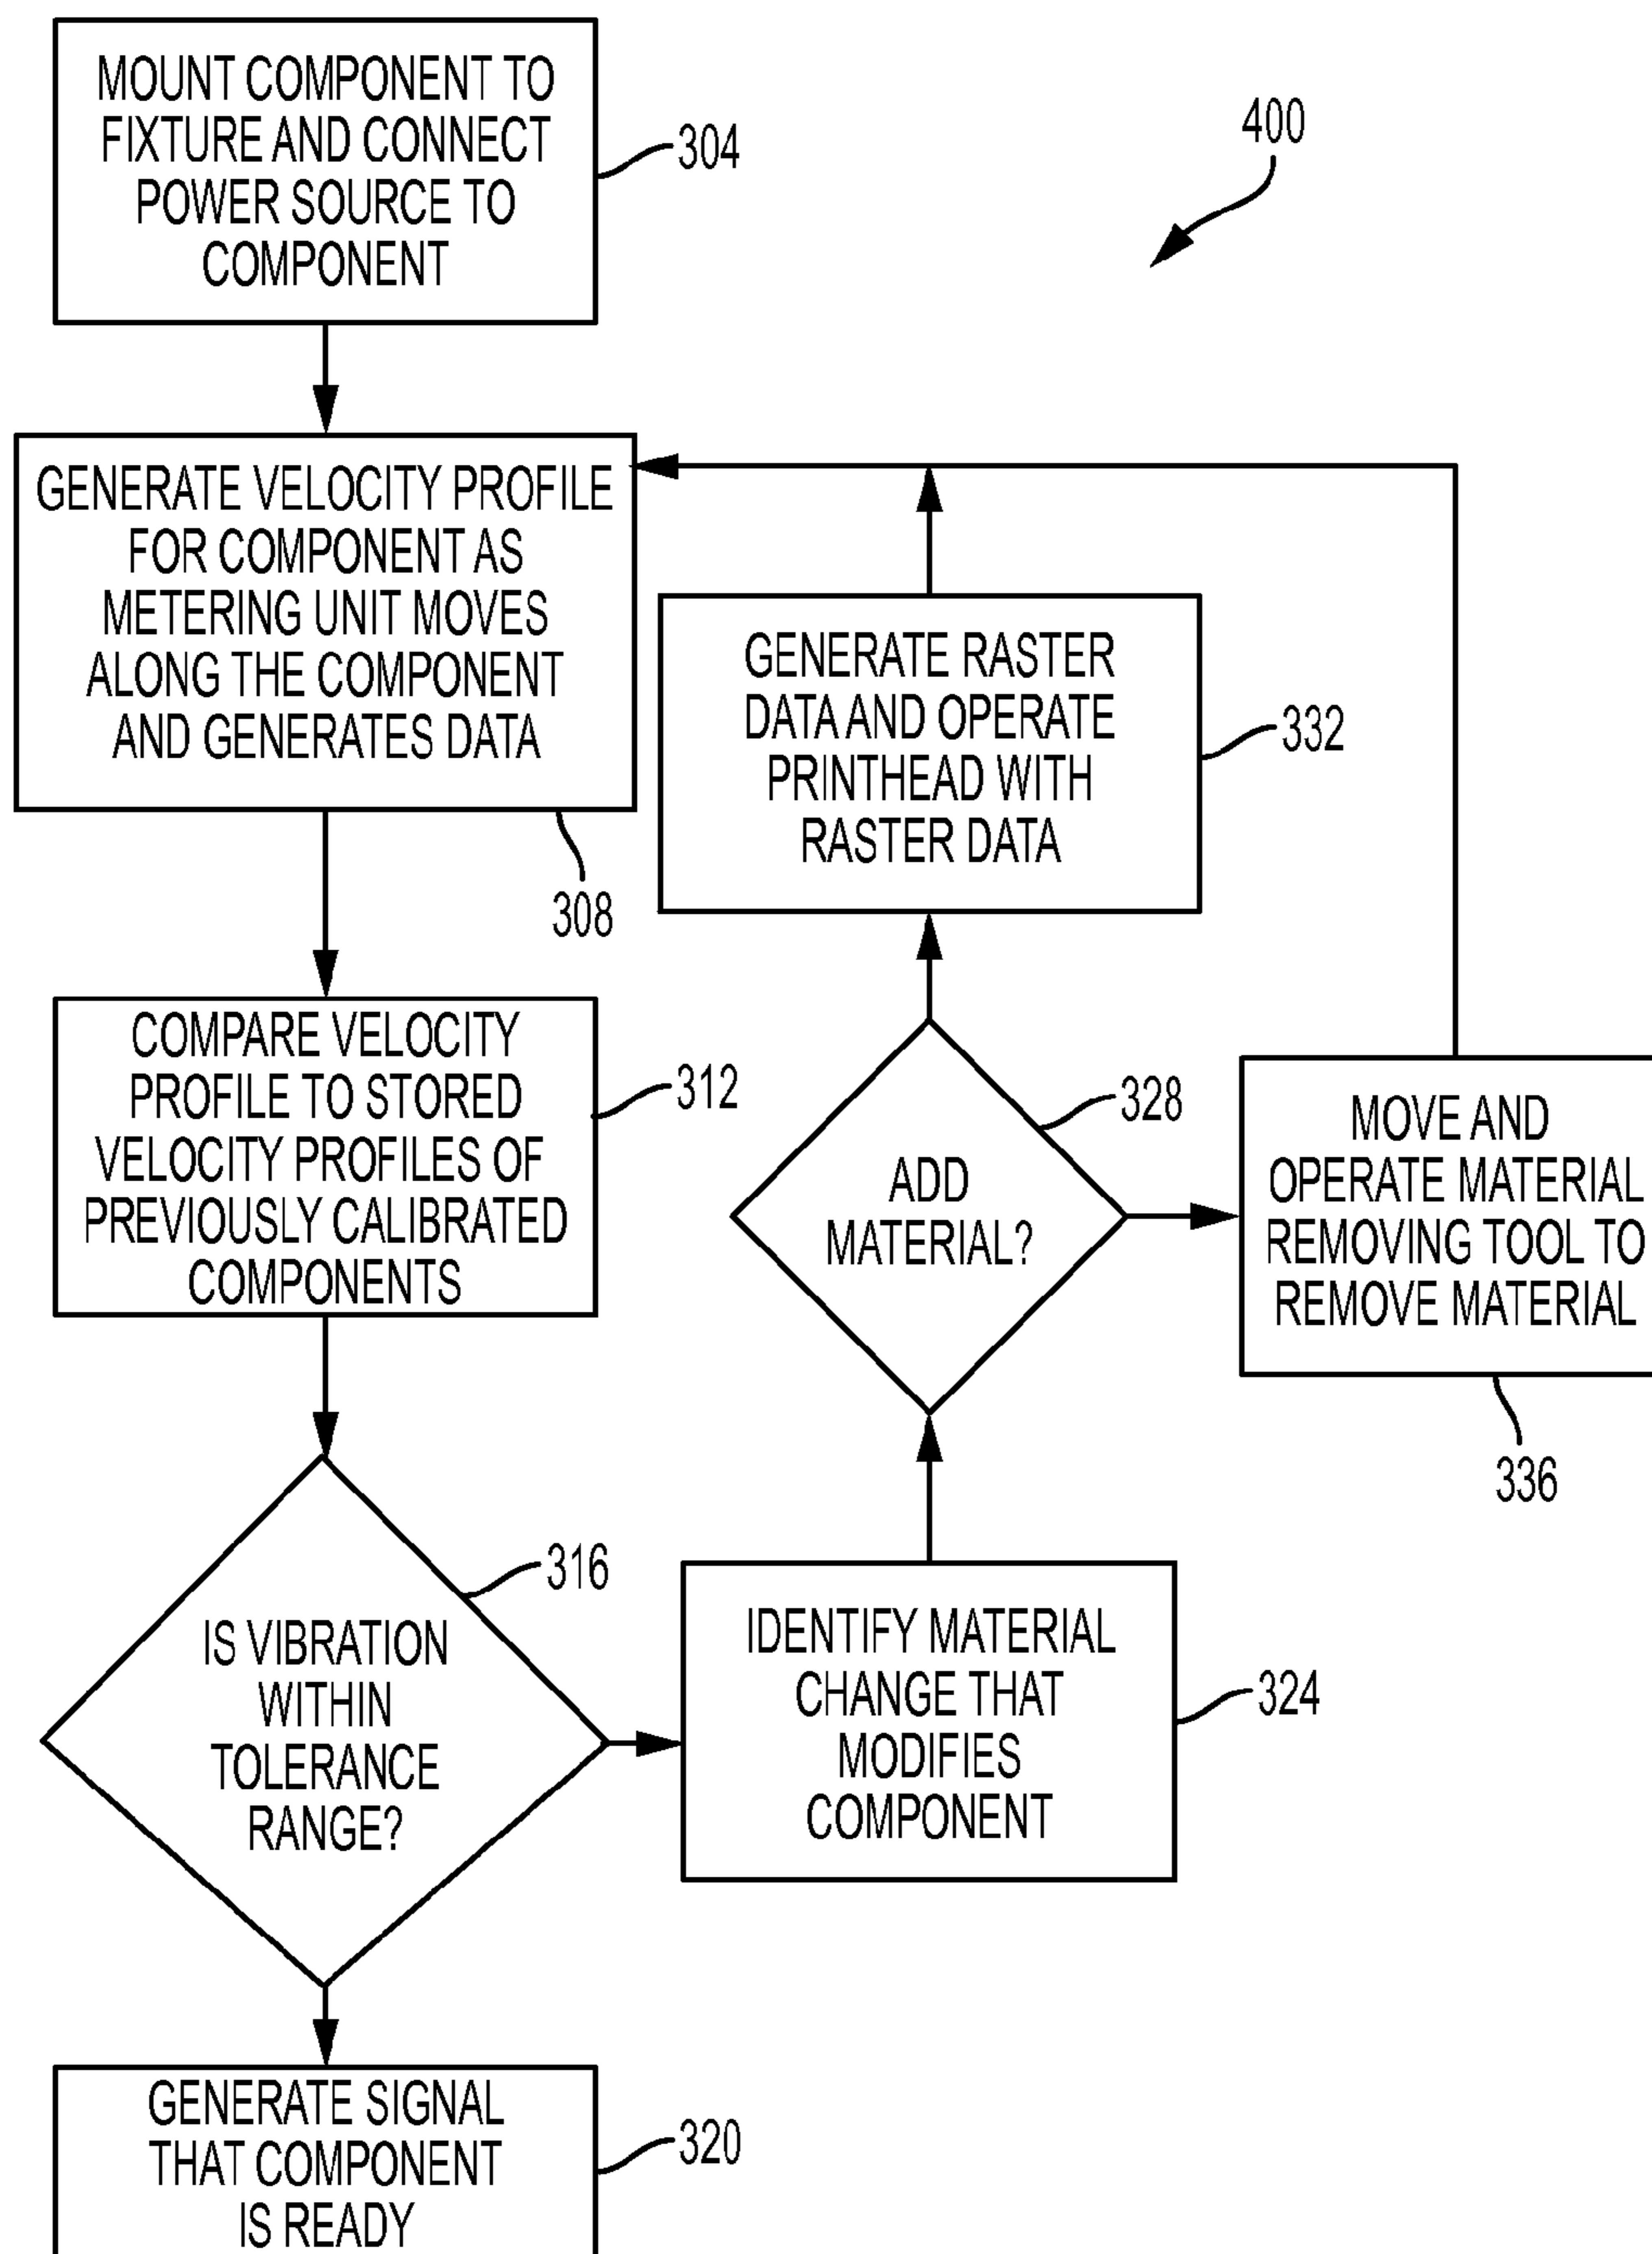 MOUNT COMPONENT TO
FIXTURE AND CONNECT
POWER SOURCE TO
COMPONENT
304
400
GENERATE VELOCITY PROFILE
FOR COMPONENT AS
METERING UNIT MOVES
ALONG THE COMPONENT
AND GENERATES DATA
308
GENERATE RASTER
DATA AND OPERATE
PRINTHEAD WITH
RASTER DATA
332
COMPARE VELOCITY
PROFILE TO STORED
VELOCITY PROFILES OF
PREVIOUSLY CALIBRATED
COMPONENTS
312
ADD
MATERIAL?
328
MOVE AND
OPERATE MATERIAL
REMOVING TOOL TO
REMOVE MATERIAL
336
IS VIBRATION
WITHIN
TOLERANCE
RANGE?
316
IDENTIFY MATERIAL
CHANGE THAT
MODIFIES
COMPONENT
324
GENERATE SIGNAL
THAT COMPONENT
IS READY
320